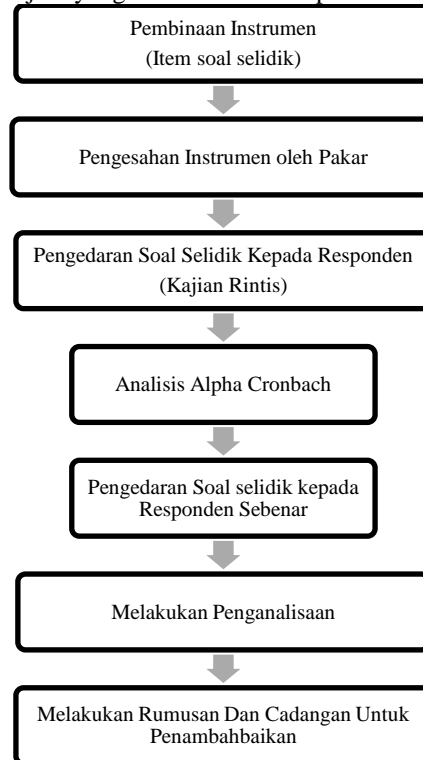 Pembinaan Instrumen
(Item soal selidik)
Pengesahan Instrumen oleh Pakar
Pengedaran Soal Selidik Kepada Responden
(Kajian Rintis)
Analisis Alpha Cronbach
Pengedaran Soal selidik kepada
Responden Sebenar
Melakukan Penganalisaan
Melakukan Rumusan Dan Cadangan Untuk
Penambahbaikan